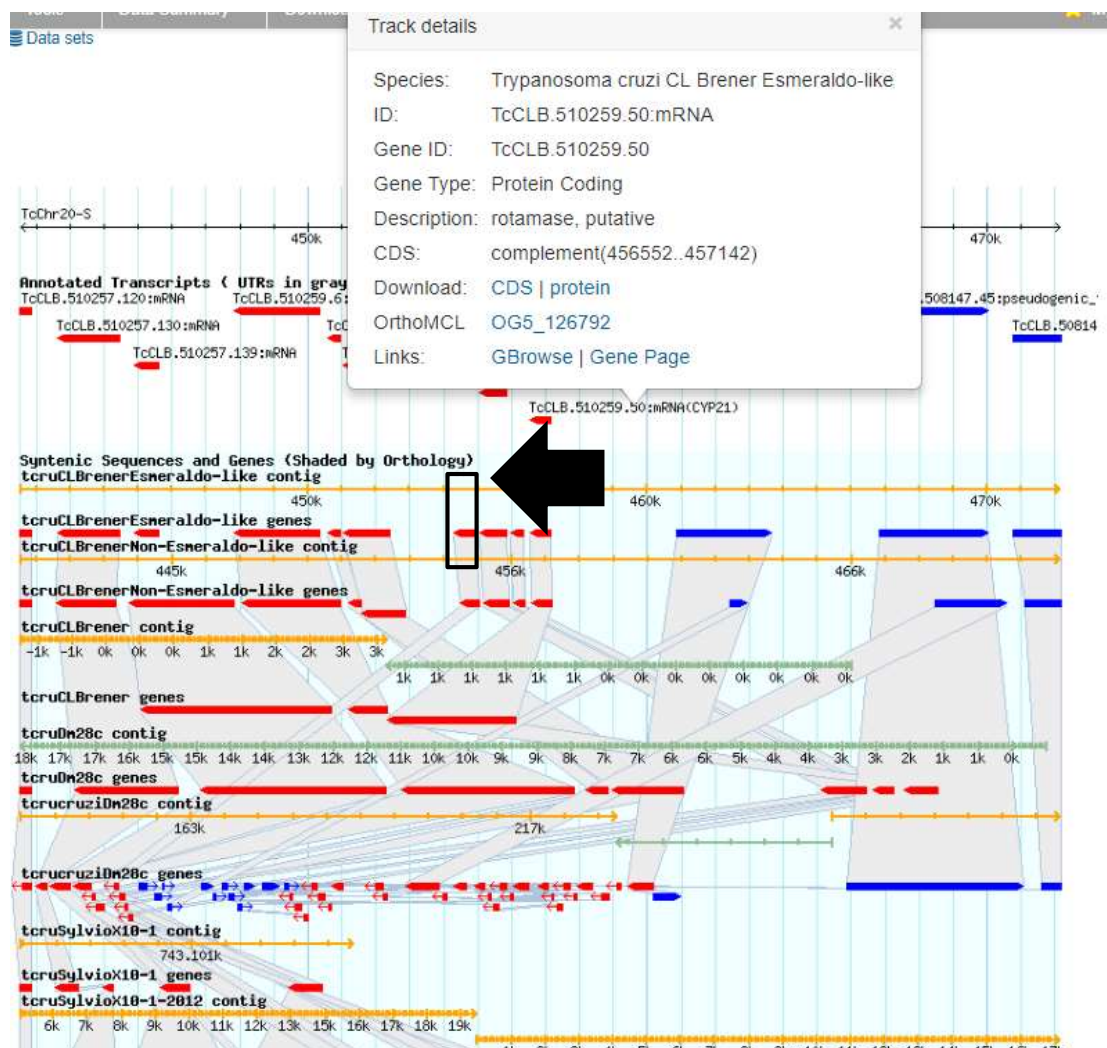 Data sets
Track details ×
Species: Trypanosoma cruzi CL Brener Esmeraldo-like
ID: TcCLB.510259.50:mRNA
Gene ID: TcCLB.510259.50
Gene Type: Protein Coding
Description: rotamase, putative
CDS: complement(456552..457142)
Download: CDS | protein
OrthoMCL OG5_126792
Links: GBrowse | Gene Page
TcChr20-S
450k 470k
Annotated Transcripts ( UTRs in gray
TcCLB.510257.120:mRNA TcCLB.510259.6 .508147.45:pseudogenic_
TcCLB.510257.130:mRNA TcC TcCLB.50814
TcCLB.510257.139:mRNA T
TcCLB.510259.50:mRNA(CYP21)
Syntenic Sequences and Genes (Shaded by Orthology)
tcruCLBrenerEsmeraldo-like contig
450k 460k 470k
tcruCLBrenerEsmeraldo-like genes
tcruCLBrenerNon-Esmeraldo-like contig
445k 456k 466k
tcruCLBrenerNon-Esmeraldo-like genes
tcruCLBrener contig
-1k -1k 0k 0k 0k 1k 1k 2k 2k 3k 3k
1k 1k 1k 1k 1k 1k 0k 0k 0k 0k 0k 0k 0k 0k
tcruCLBrener genes
tcruDm28c contig
18k 17k 17k 16k 15k 15k 14k 14k 13k 12k 12k 11k 10k 10k 9k 9k 8k 7k 7k 6k 6k 5k 4k 4k 3k 3k 2k 1k 1k 0k
tcruDm28c genes
tcrucruziDm28c contig
163k 217k
tcrucruziDm28c genes
tcruSylvioX10-1 contig
743.101k
tcruSylvioX10-1 genes
tcruSylvioX10-1-2012 contig
6k 7k 8k 9k 10k 11k 12k 13k 15k 16k 17k 18k 19k